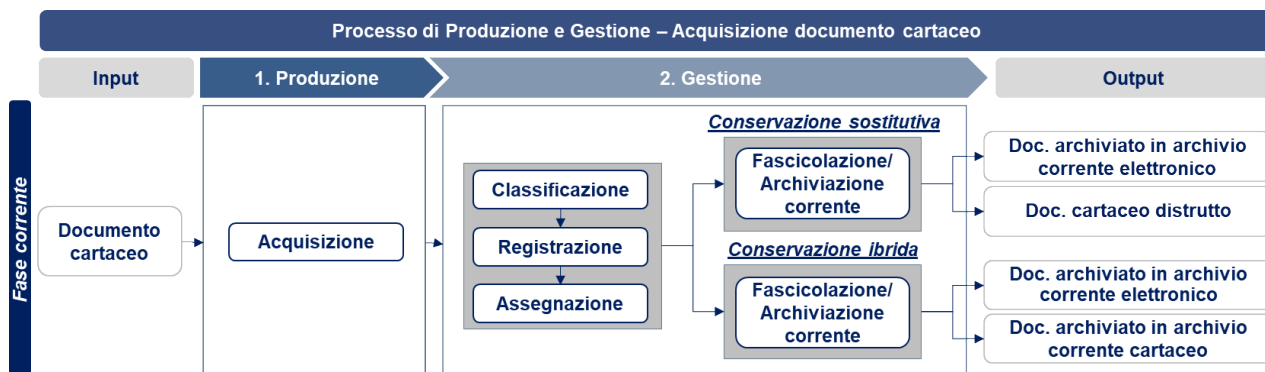 Processo di Produzione e Gestione – Acquisizione documento cartaceo
Input
1. Produzione
2. Gestione
Output
Fase corrente
Documento
cartaceo
Acquisizione
Classificazione
Registrazione
Assegnazione
Conservazione sostitutiva
Fascicolazione/
Archiviazione
corrente
Conservazione ibrida
Fascicolazione/
Archiviazione
corrente
Doc. archiviato in archivio
corrente elettronico
Doc. cartaceo distrutto
Doc. archiviato in archivio
corrente elettronico
Doc. archiviato in archivio
corrente cartaceo